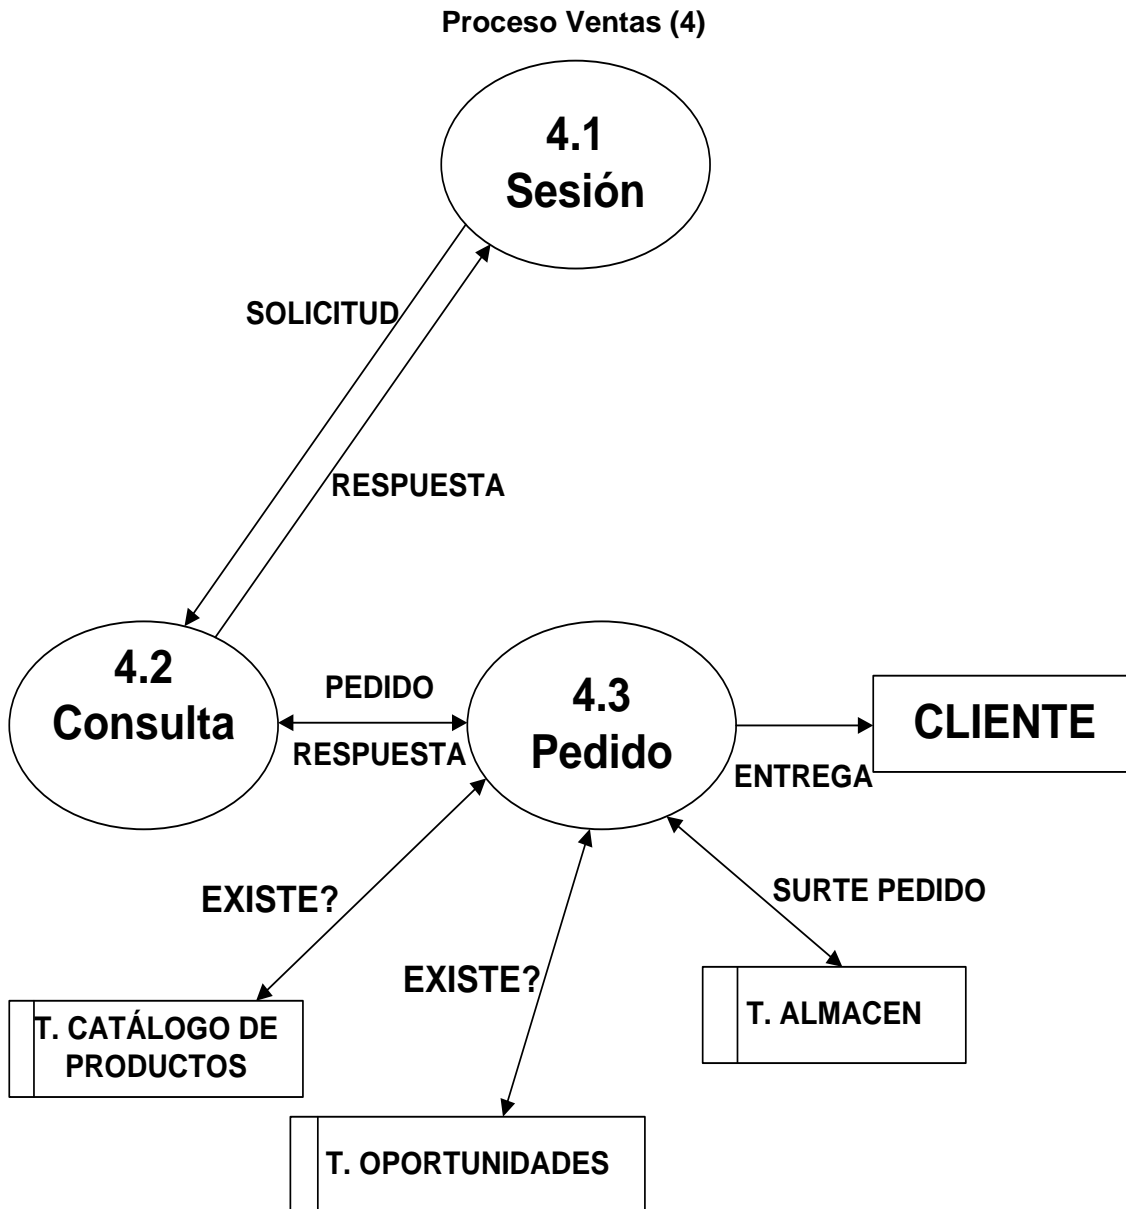 Proceso Ventas (4)
4.1
Sesión
SOLICITUD
RESPUESTA
4.2
Consulta
PEDIDO
RESPUESTA
4.3
Pedido
ENTREGA
CLIENTE
EXISTE?
EXISTE?
SURTE PEDIDO
T. CATÁLOGO DE
PRODUCTOS
T. ALMACEN
T. OPORTUNIDADES